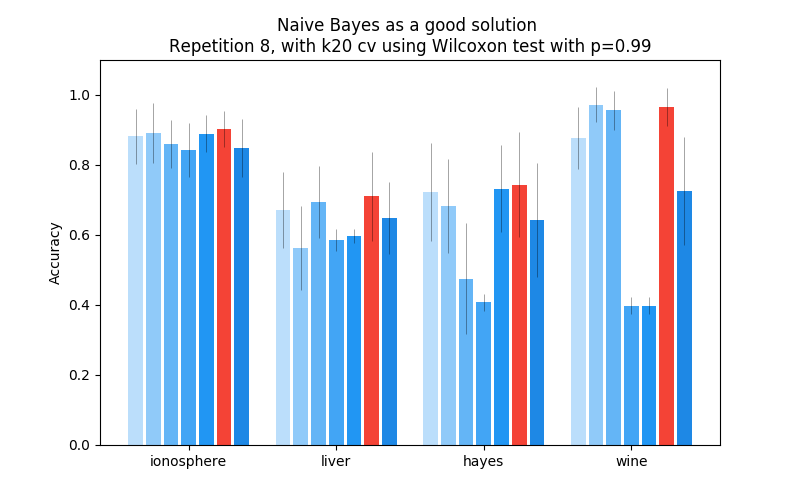 Naive Bayes as a good solution
Repetition 8, with k20 cv using Wilcoxon test with p=0.99
1.0
0.8
0.6
0.4
0.2
0.0
Accuracy
ionosphere
liver
hayes
wine